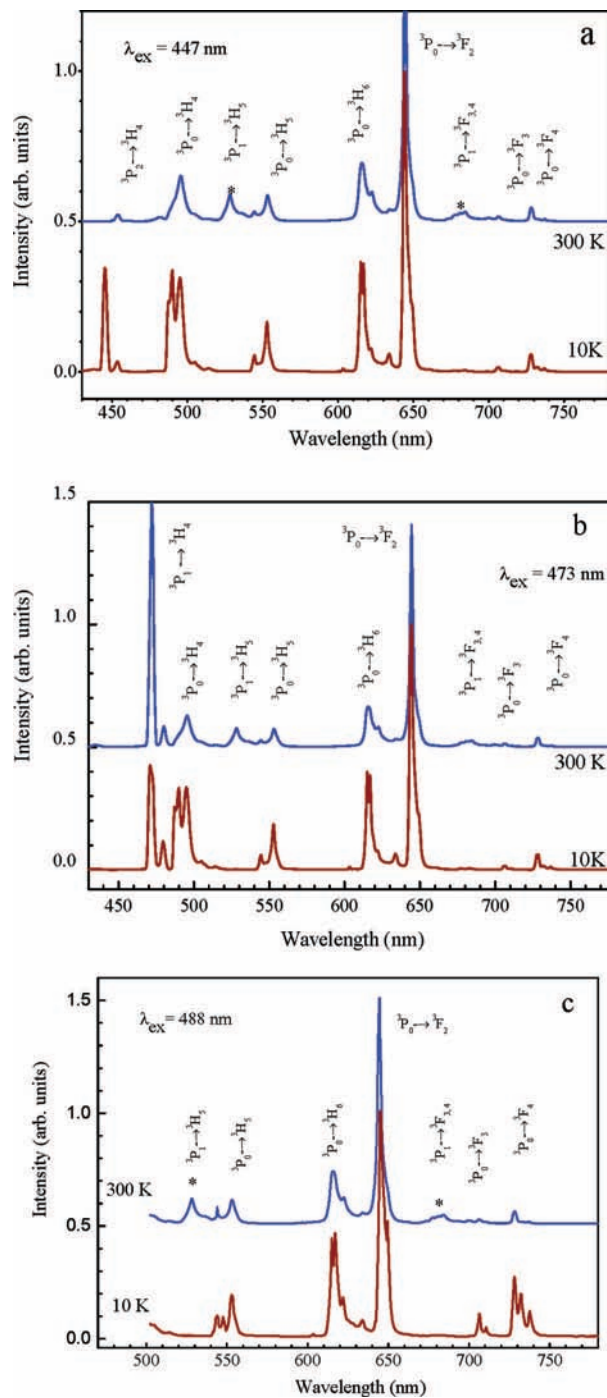 a
λex = 447 nm
³P₀→³F₂
³P₂→³H₄
³P₀→³H₄
³P₁→³H₅
³P₀→³H₅
³P₀→³H₆
³P₁→³F₃,₄
³P₀→³F₃
³P₀→³F₄
*
*
300 K
10K
1.0
0.5
0.0
Intensity (arb. units)
450 500 550 600 650 700 750
Wavelength (nm)
b
³P₁→³H₄
³P₀→³F₂
λex = 473 nm
³P₀→³H₄
³P₁→³H₅
³P₀→³H₅
³P₀→³H₆
³P₁→³F₃,₄
³P₀→³F₃
³P₀→³F₄
300 K
10K
1.5
1.0
0.5
0.0
Intensity (arb. units)
450 500 550 600 650 700 750
Wavelength (nm)
c
λex = 488 nm
³P₀→³F₂
³P₁→³H₅
³P₀→³H₅
³P₀→³H₆
³P₁→³F₃,₄
³P₀→³F₃
³P₀→³F₄
*
*
300 K
10 K
1.5
1.0
0.5
0.0
Intensity (arb. units)
500 550 600 650 700 750
Wavelength (nm)